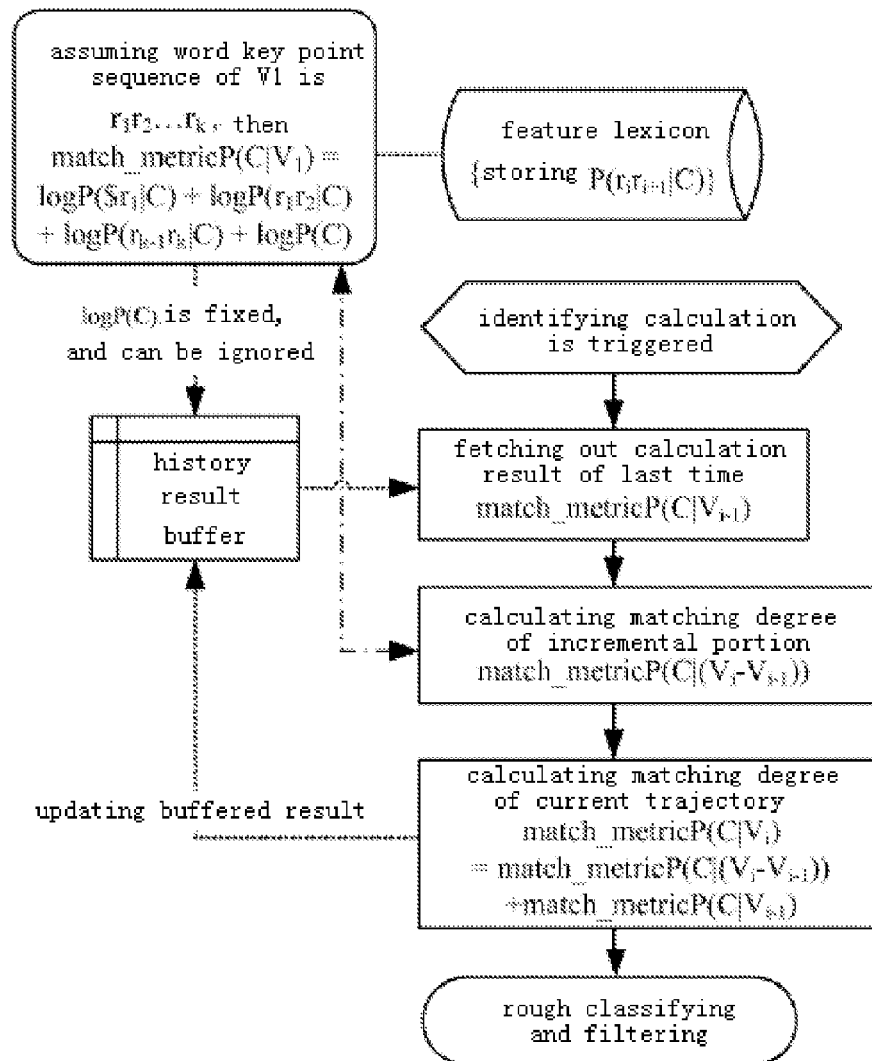 assuming word key point
sequence of V1 is
r₁r₂...rₖ, then
match_metricP(C|V₁) =
logP($r₁|C) + logP(r₁r₂|C)
+ logP(rₖ₋₁rₖ|C) + logP(C)
feature lexicon
{storing P(rᵢrᵢ₊₁|C)}
logP(C) is fixed,
and can be ignored
identifying calculation
is triggered
history
result
buffer
fetching out calculation
result of last time
match_metricP(C|Vᵢ₋₁)
calculating matching degree
of incremental portion
match_metricP(C|(Vᵢ-Vᵢ₋₁))
updating buffered result
calculating matching degree
of current trajectory
match_metricP(C|Vᵢ)
= match_metricP(C|(Vᵢ-Vᵢ₋₁))
+match_metricP(C|Vᵢ₋₁)
rough classifying
and filtering